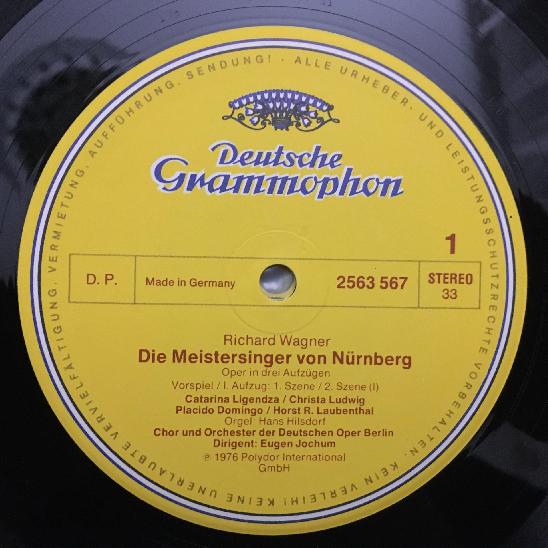 Deutsche
Grammophon
1
D. P.
Made in Germany
2563 567
STEREO
33
Richard Wagner
Die Meistersinger von Nürnberg
Oper in drei Aufzügen
Vorspiel / I. Aufzug: 1. Szene / 2. Szene (I)
Catarina Ligendza / Christa Ludwig
Placido Domingo / Horst R. Laubenthal
Orgel: Hans Hilsdorf
Chor und Orchester der Deutschen Oper Berlin
Dirigent: Eugen Jochum
℗ 1976 Polydor International
GmbH
ALLE URHEBER- UND LEISTUNGSSCHUTZRECHTE VORBEHALTEN. KEIN VERLEIH! KEINE UNERLAUBTE VERVIELFÄLTIGUNG, VERMIETUNG, AUFFÜHRUNG, SENDUNG! ·